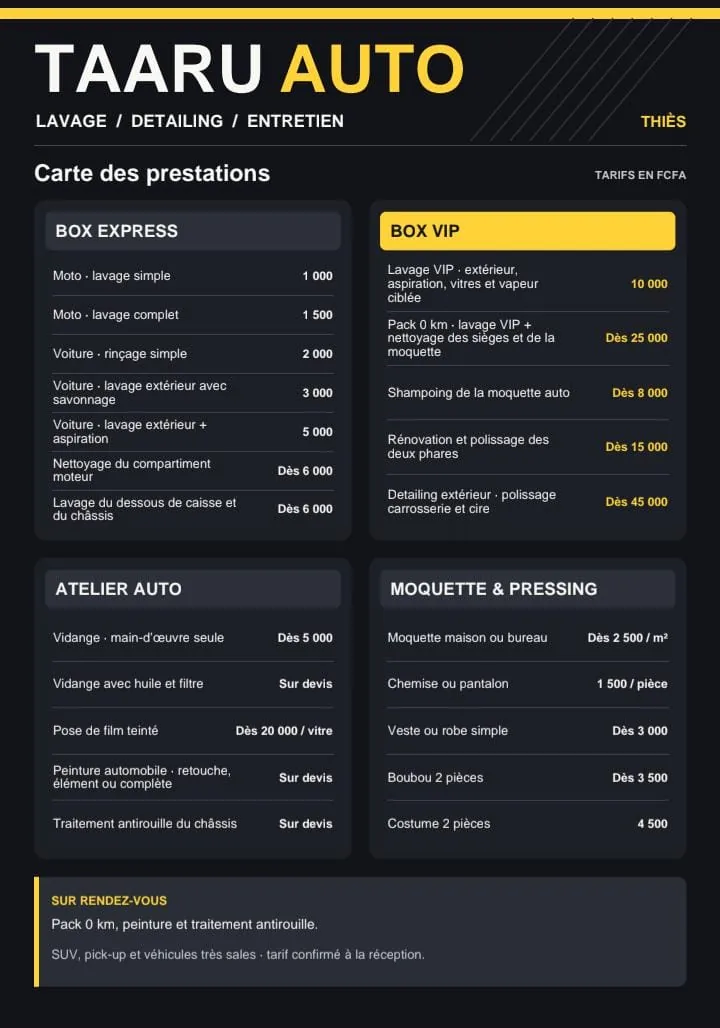 TAARU AUTO
LAVAGE / DETAILING / ENTRETIEN
THIÈS
Carte des prestations
TARIFS EN FCFA
BOX EXPRESS
Moto · lavage simple 1 000
Moto · lavage complet 1 500
Voiture · rinçage simple 2 000
Voiture · lavage extérieur avec
savonnage
3 000
Voiture · lavage extérieur +
aspiration
5 000
Nettoyage du compartiment
moteur
Dès 6 000
Lavage du dessous de caisse et
du châssis
Dès 6 000
BOX VIP
Lavage VIP · extérieur,
aspiration, vitres et vapeur
ciblée
10 000
Pack 0 km · lavage VIP +
nettoyage des sièges et de la
moquette
Dès 25 000
Shampoing de la moquette auto Dès 8 000
Rénovation et polissage des
deux phares
Dès 15 000
Detailing extérieur · polissage
carrosserie et cire
Dès 45 000
ATELIER AUTO
Vidange · main-d'œuvre seule Dès 5 000
Vidange avec huile et filtre Sur devis
Pose de film teinté Dès 20 000 / vitre
Peinture automobile · retouche,
élément ou complète
Sur devis
Traitement antirouille du châssis Sur devis
MOQUETTE & PRESSING
Moquette maison ou bureau Dès 2 500 / m²
Chemise ou pantalon 1 500 / pièce
Veste ou robe simple Dès 3 000
Boubou 2 pièces Dès 3 500
Costume 2 pièces 4 500
SUR RENDEZ-VOUS
Pack 0 km, peinture et traitement antirouille.
SUV, pick-up et véhicules très sales · tarif confirmé à la réception.